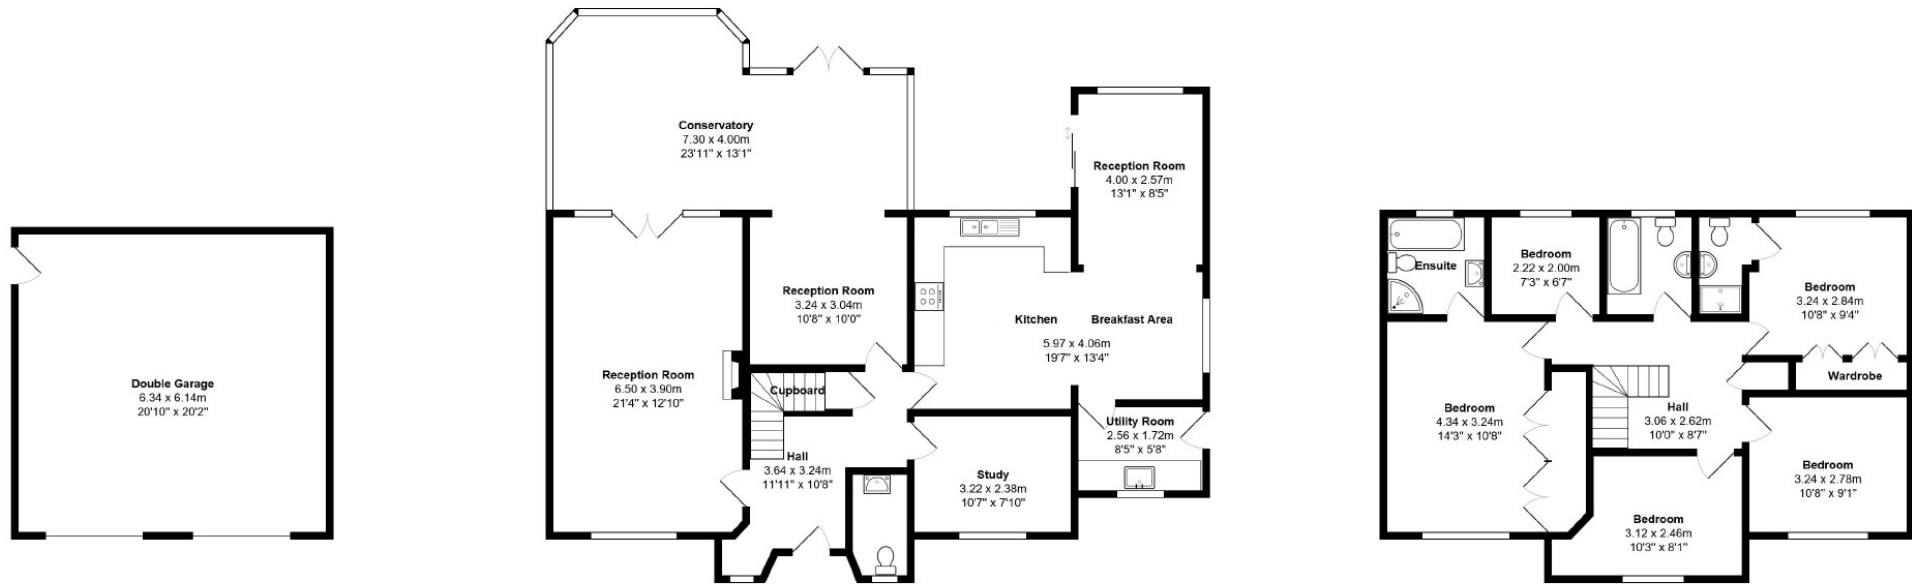 Double Garage
6.34 x 6.14m
20'10" x 20'2"
Conservatory
7.30 x 4.00m
23'11" x 13'1"
Reception Room
4.00 x 2.57m
13'1" x 8'5"
Reception Room
3.24 x 3.04m
10'8" x 10'0"
Kitchen
Breakfast Area
5.97 x 4.06m
19'7" x 13'4"
Reception Room
6.50 x 3.90m
21'4" x 12'10"
Cupboard
Utility Room
2.56 x 1.72m
8'5" x 5'8"
Hall
3.64 x 3.24m
11'11" x 10'8"
Study
3.22 x 2.38m
10'7" x 7'10"
Ensuite
Bedroom
2.22 x 2.00m
7'3" x 6'7"
Bedroom
3.24 x 2.84m
10'8" x 9'4"
Wardrobe
Bedroom
4.34 x 3.24m
14'3" x 10'8"
Hall
3.06 x 2.62m
10'0" x 8'7"
Bedroom
3.24 x 2.78m
10'8" x 9'1"
Bedroom
3.12 x 2.46m
10'3" x 8'1"